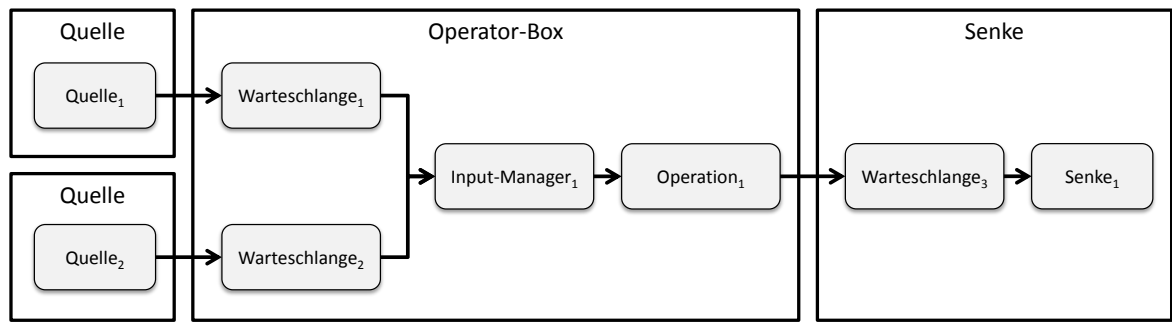 Quelle
Quelle₁
Quelle
Quelle₂
Operator-Box
Warteschlange₁
Warteschlange₂
Input-Manager₁
Operation₁
Senke
Warteschlange₃
Senke₁